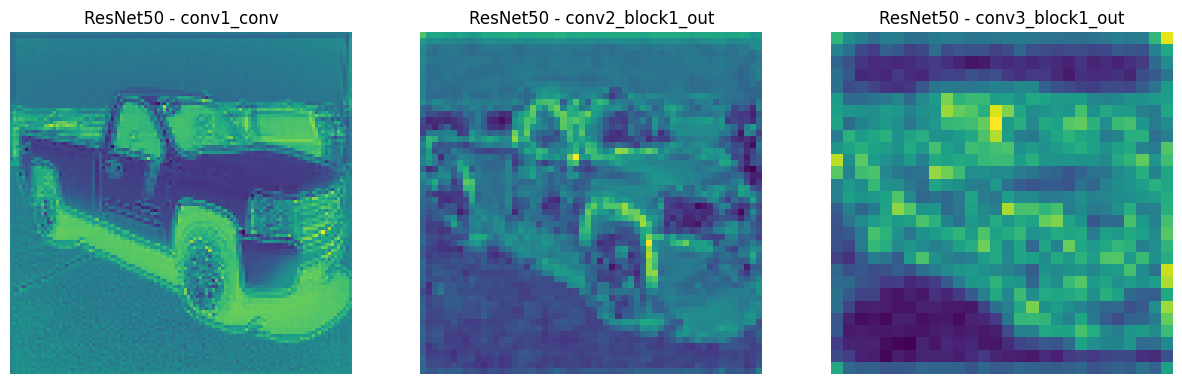 ResNet50 - conv1_conv
ResNet50 - conv2_block1_out
ResNet50 - conv3_block1_out